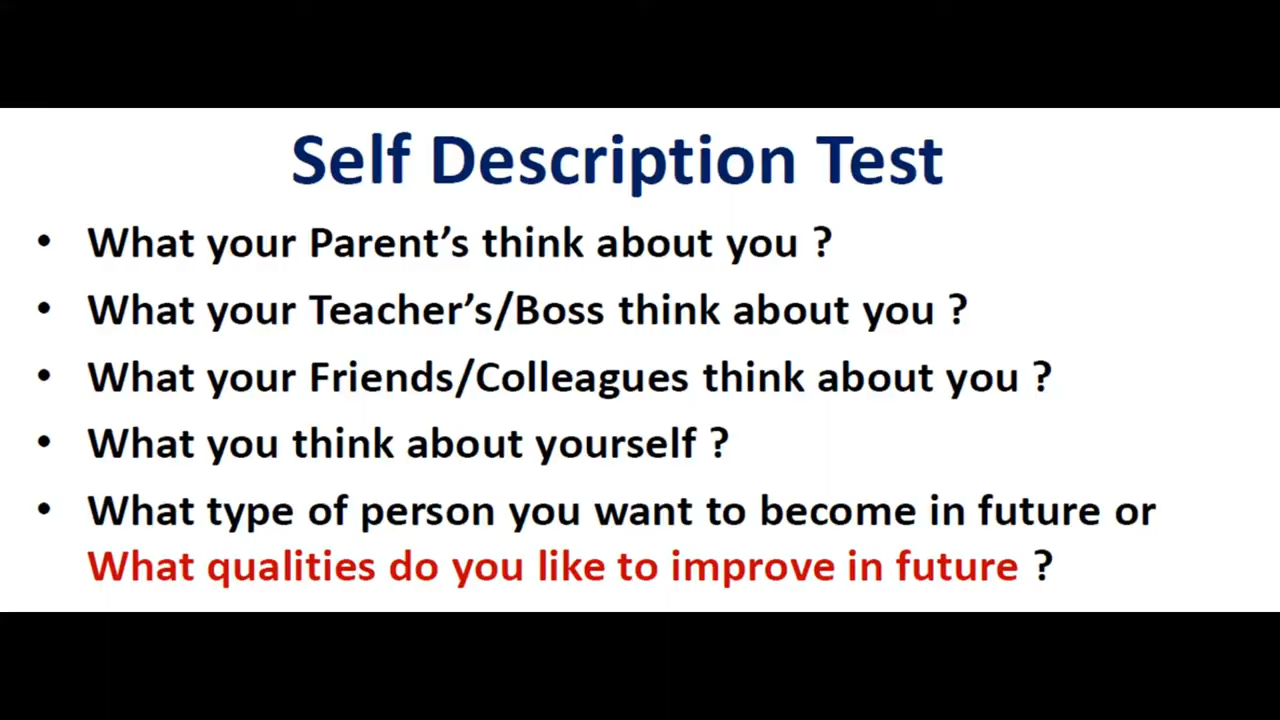 Self Description Test
• What your Parent’s think about you ?
• What your Teacher’s/Boss think about you ?
• What your Friends/Colleagues think about you ?
• What you think about yourself ?
• What type of person you want to become in future or
What qualities do you like to improve in future ?